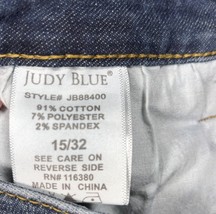 JUDY BLUE®
STYLE# JB88400
91% COTTON
7% POLYESTER
2% SPANDEX
15/32
SEE CARE ON
REVERSE SIDE
RN# 116380
MADE IN CHINA